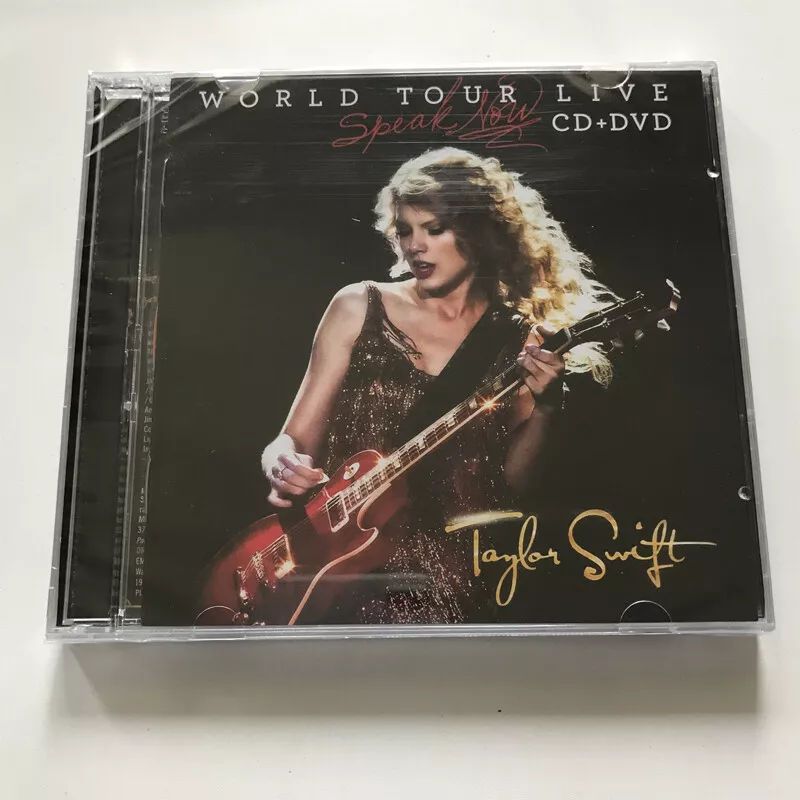 WORLD TOUR LIVE
Speak Now CD+DVD
Taylor Swift